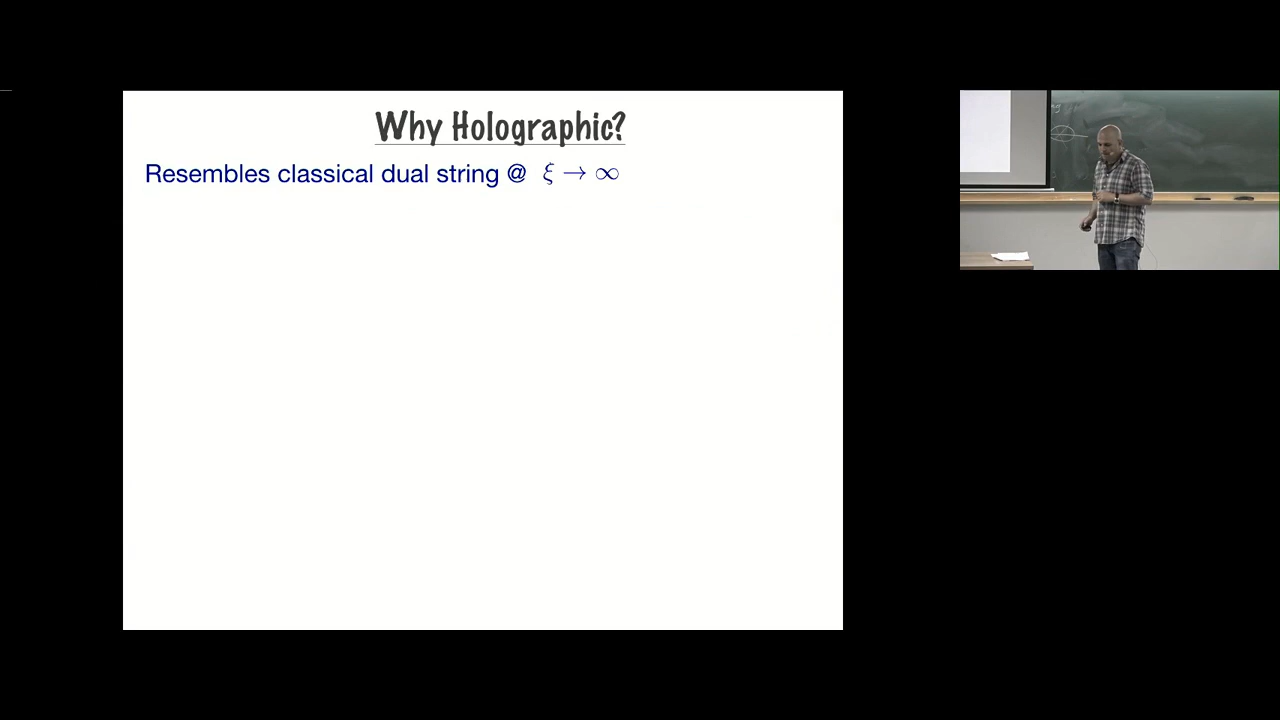 Why Holographic?
Resembles classical dual string @ ξ → ∞